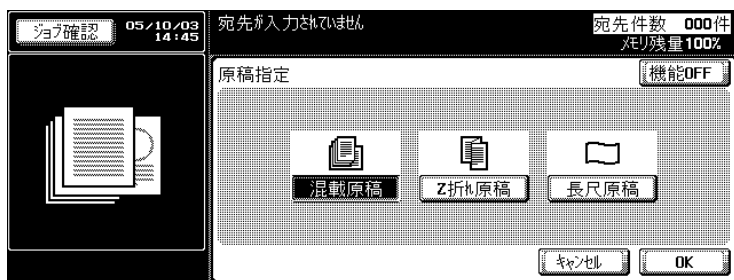 ジョブ確認
05/10/03
14:45
宛先が入力されていません
宛先件数 000件
メモリ残量100%
原稿指定
機能OFF
混載原稿
Z折れ原稿
長尺原稿
キャンセル
OK